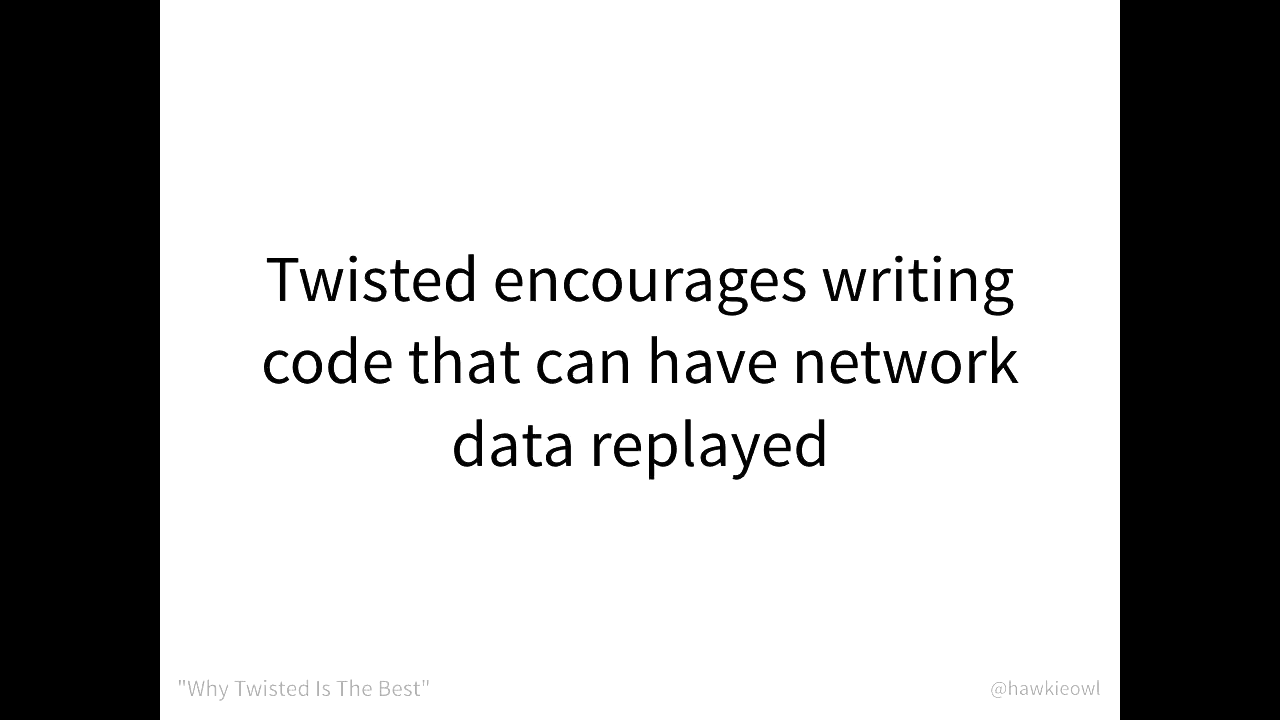 Twisted encourages writing
code that can have network
data replayed
"Why Twisted Is The Best"
@hawkieowl